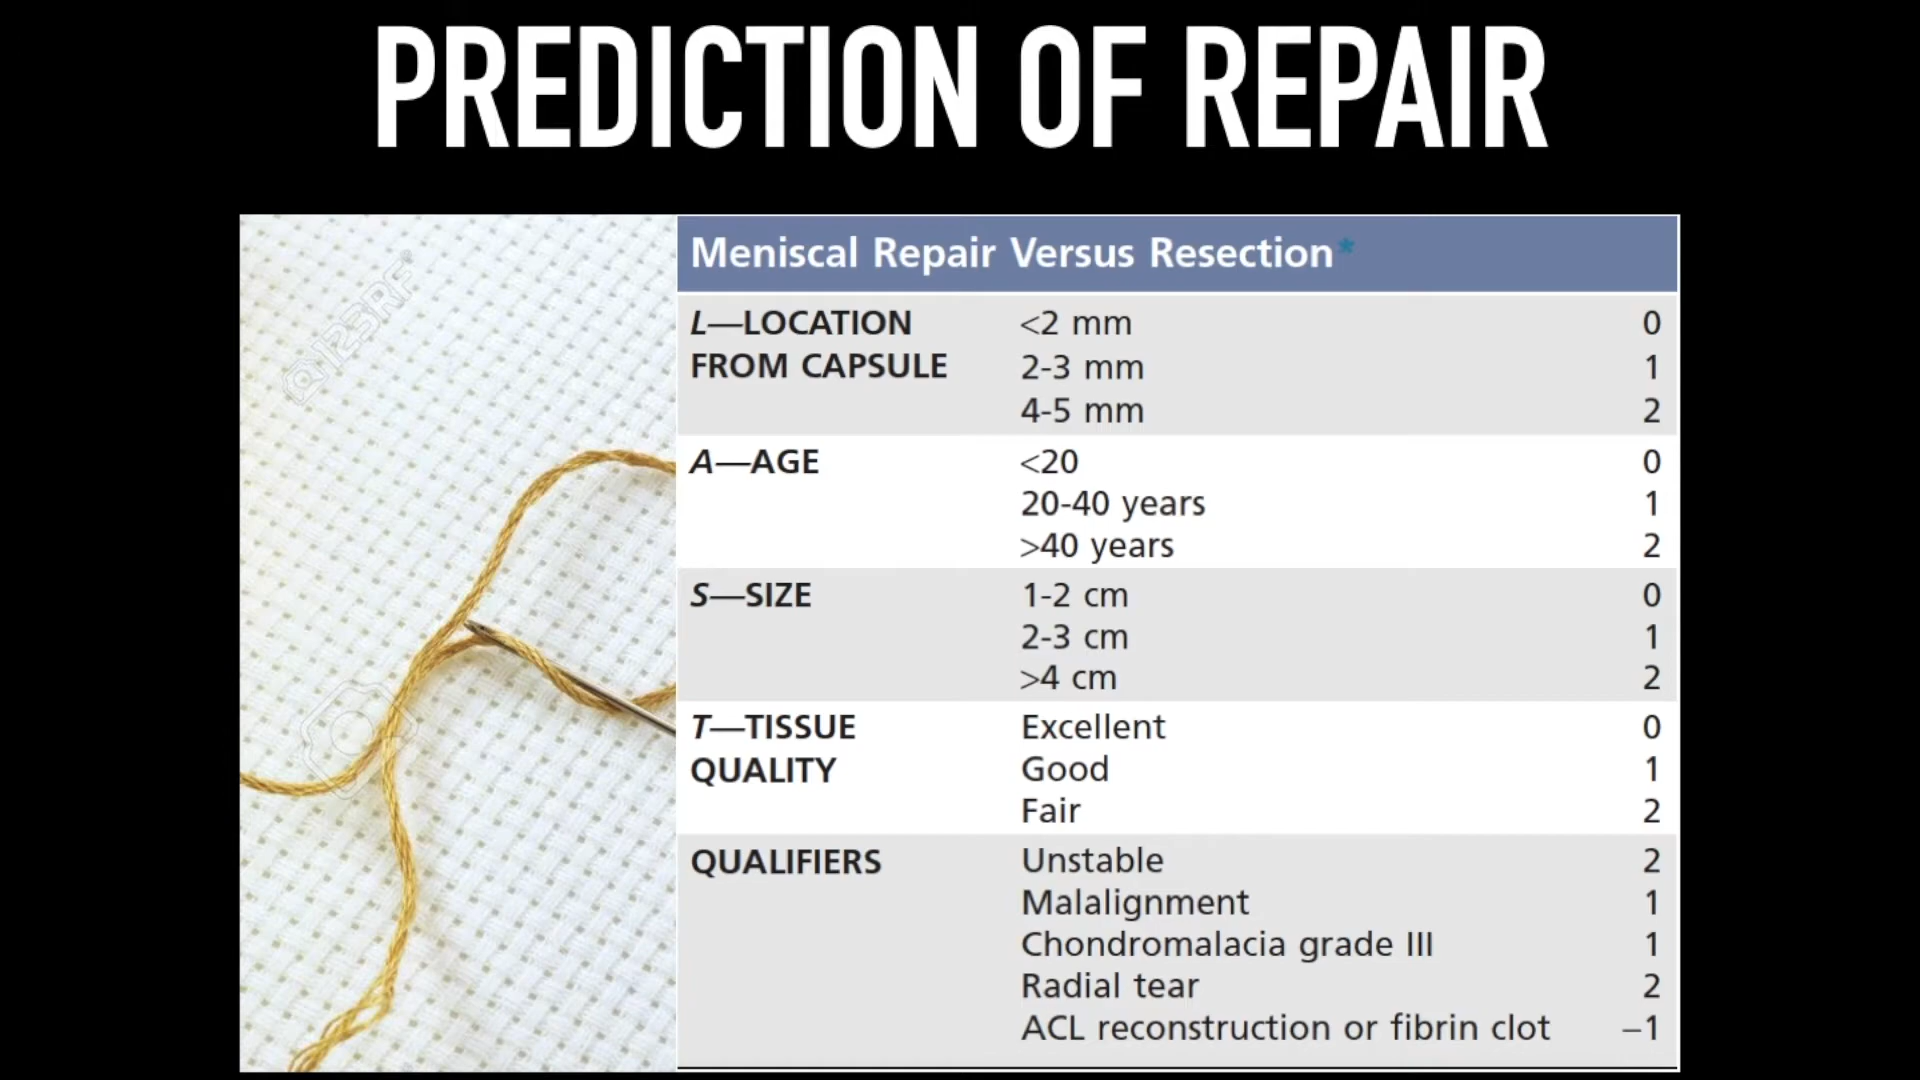 PREDICTION OF REPAIR
Meniscal Repair Versus Resection*
L—LOCATION <2 mm 0
FROM CAPSULE 2-3 mm 1
4-5 mm 2
A—AGE <20 0
20-40 years 1
>40 years 2
S—SIZE 1-2 cm 0
2-3 cm 1
>4 cm 2
T—TISSUE Excellent 0
QUALITY Good 1
Fair 2
QUALIFIERS Unstable 2
Malalignment 1
Chondromalacia grade III 1
Radial tear 2
ACL reconstruction or fibrin clot –1
123RF®